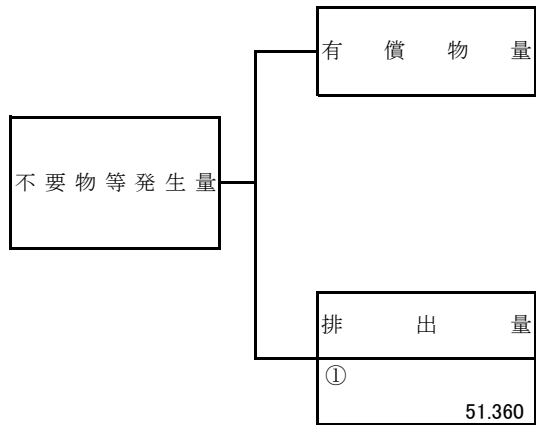 有償物量
不要物等発生量
排出量
①
51.360